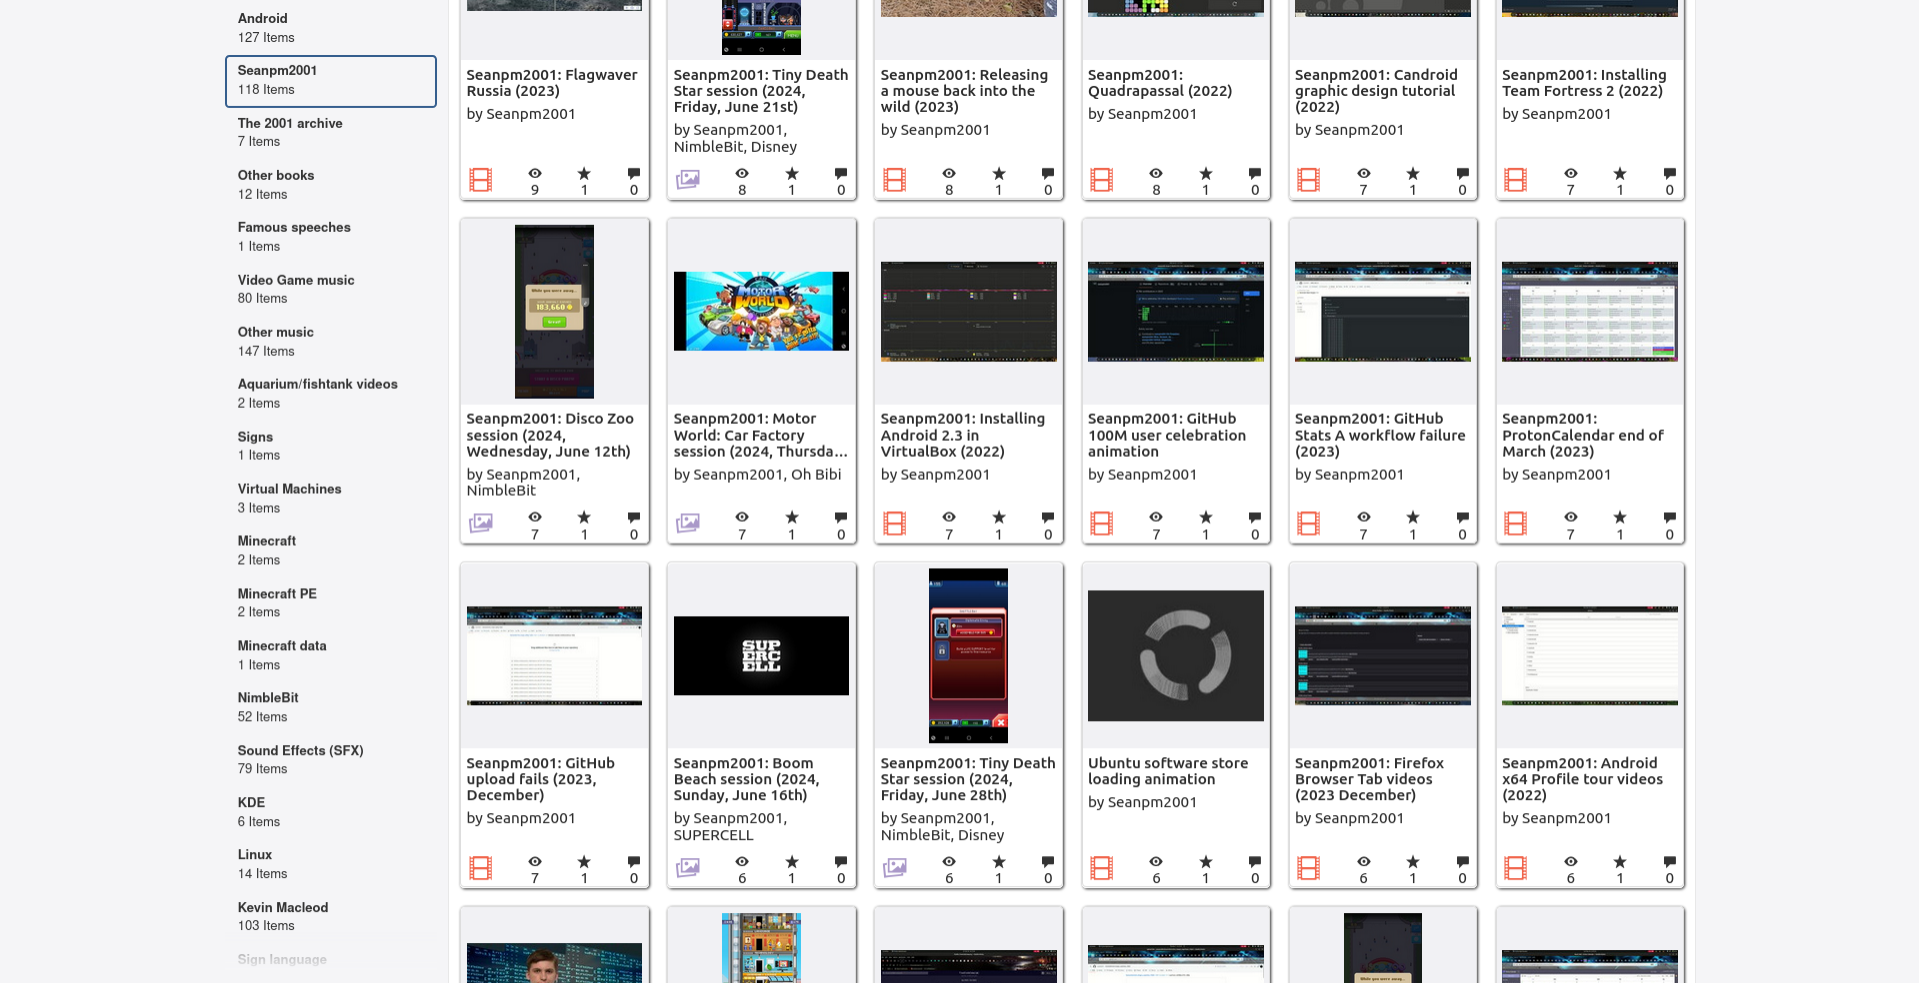 Android
127 Items
Seanpm2001
118 Items
The 2001 archive
7 Items
Other books
12 Items
Famous speeches
1 Items
Video Game music
80 Items
Other music
147 Items
Aquarium/fishtank videos
2 Items
Signs
1 Items
Virtual Machines
3 Items
Minecraft
2 Items
Minecraft PE
2 Items
Minecraft data
1 Items
NimbleBit
52 Items
Sound Effects (SFX)
79 Items
KDE
6 Items
Linux
14 Items
Kevin Macleod
103 Items
Sign language
Seanpm2001: Flagwaver
Russia (2023)
by Seanpm2001
9 1 0
Seanpm2001: Tiny Death
Star session (2024,
Friday, June 21st)
by Seanpm2001,
NimbleBit, Disney
8 1 0
Seanpm2001: Releasing
a mouse back into the
wild (2023)
by Seanpm2001
8 1 0
Seanpm2001:
Quadrapassal (2022)
by Seanpm2001
8 1 0
Seanpm2001: Candroid
graphic design tutorial
(2022)
by Seanpm2001
7 1 0
Seanpm2001: Installing
Team Fortress 2 (2022)
by Seanpm2001
7 1 0
While you were away...
103,660
Seanpm2001: Disco Zoo
session (2024,
Wednesday, June 12th)
by Seanpm2001,
NimbleBit
7 1 0
MOTOR
WORLD
Seanpm2001: Motor
World: Car Factory
session (2024, Thursda...
by Seanpm2001, Oh Bibi
7 1 0
Seanpm2001: Installing
Android 2.3 in
VirtualBox (2022)
by Seanpm2001
7 1 0
Seanpm2001: GitHub
100M user celebration
animation
by Seanpm2001
7 1 0
Seanpm2001: GitHub
Stats A workflow failure
(2023)
by Seanpm2001
7 1 0
Seanpm2001:
ProtonCalendar end of
March (2023)
by Seanpm2001
7 1 0
Seanpm2001: GitHub
upload fails (2023,
December)
by Seanpm2001
7 1 0
SUP
ERC
ELL
Seanpm2001: Boom
Beach session (2024,
Sunday, June 16th)
by Seanpm2001,
SUPERCELL
6 1 0
Seanpm2001: Tiny Death
Star session (2024,
Friday, June 28th)
by Seanpm2001,
NimbleBit, Disney
6 1 0
Ubuntu software store
loading animation
by Seanpm2001
6 1 0
Seanpm2001: Firefox
Browser Tab videos
(2023 December)
by Seanpm2001
6 1 0
Seanpm2001: Android
x64 Profile tour videos
(2022)
by Seanpm2001
6 1 0
While you were away...